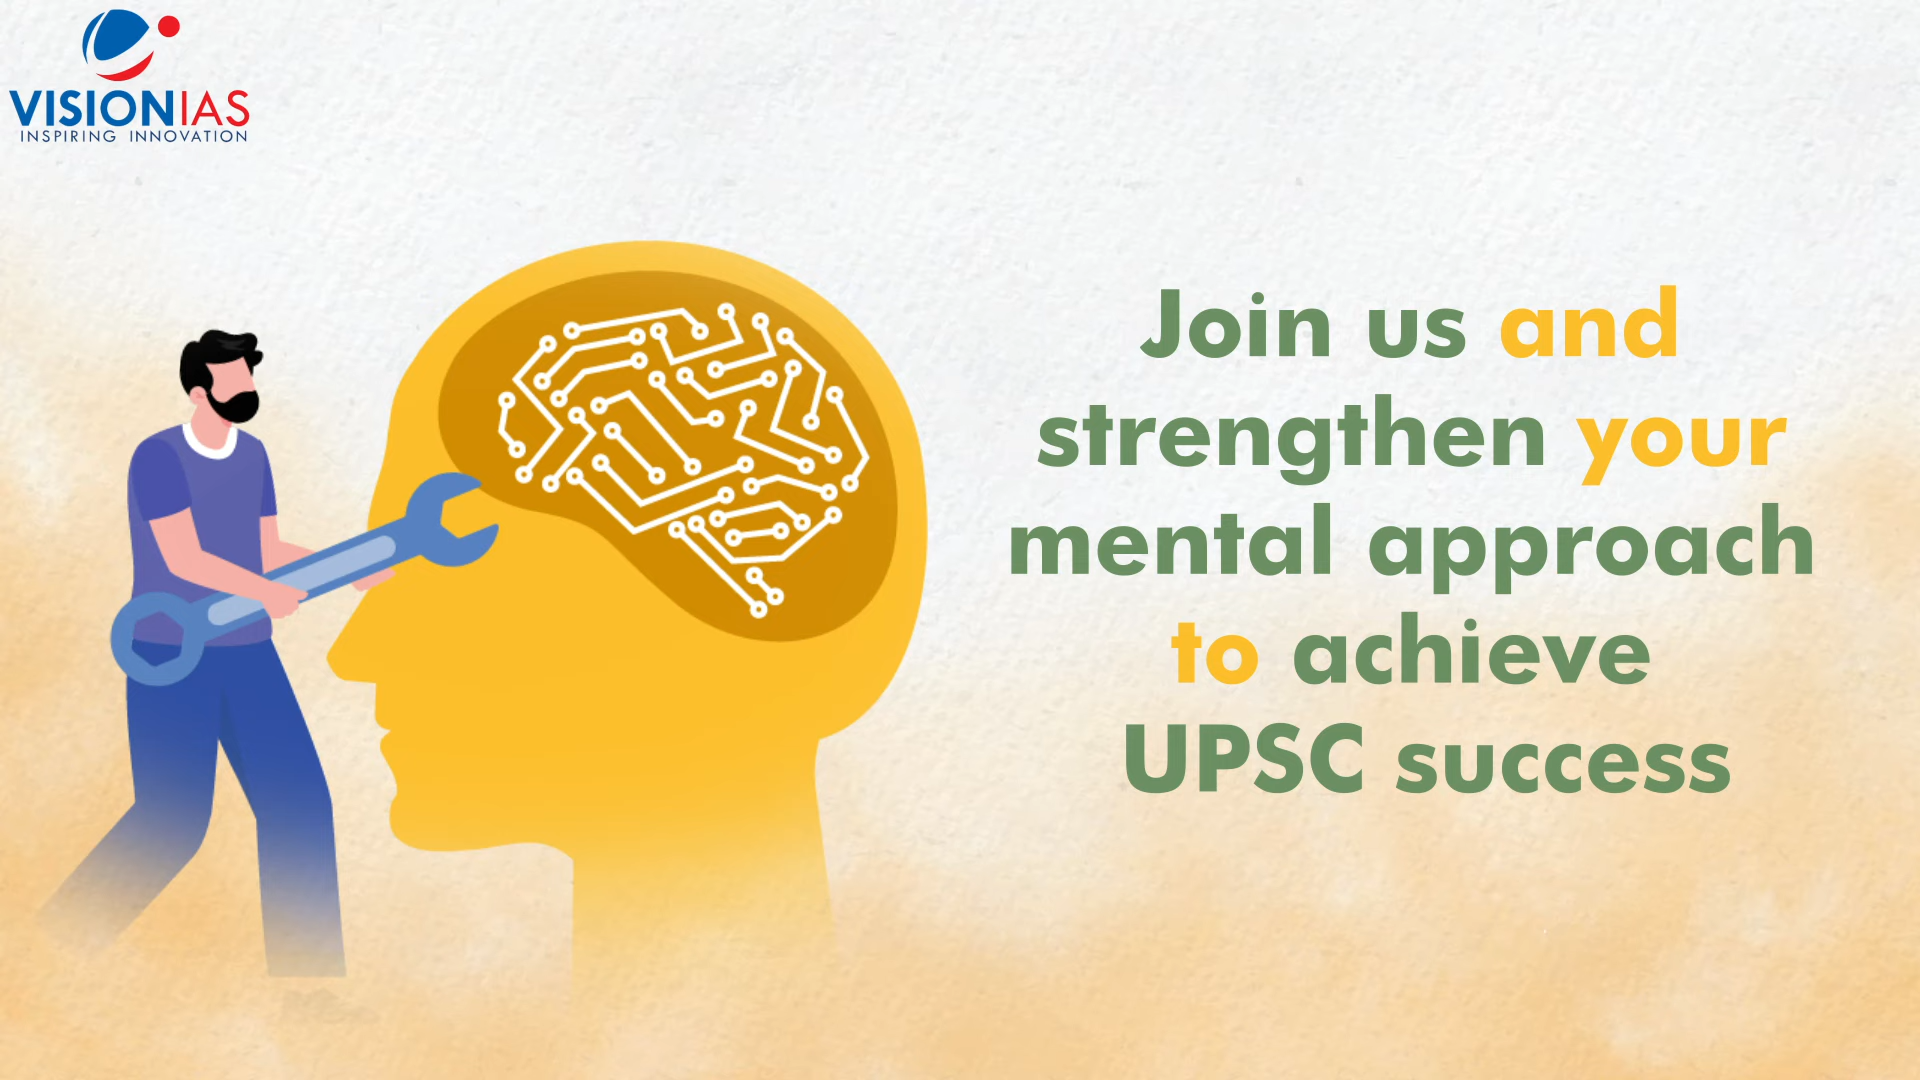 VISIONIAS
INSPIRING INNOVATION
Join us and
strengthen your
mental approach
to achieve
UPSC success